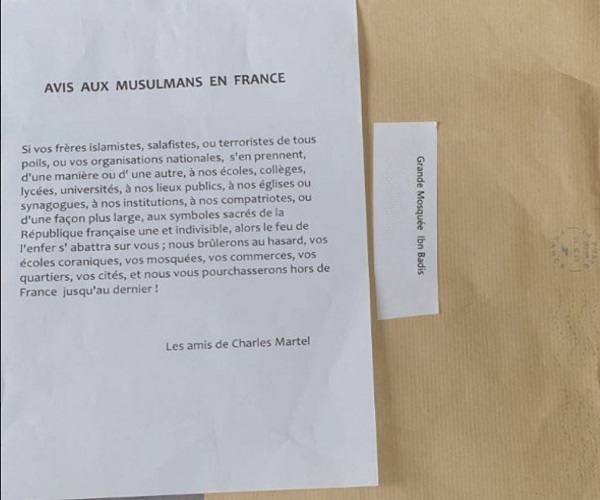 AVIS AUX MUSULMANS EN FRANCE
Si vos frères islamistes, salafistes, ou terroristes de tous
poils, ou vos organisations nationales, s'en prennent,
d'une manière ou d' une autre, à nos écoles, collèges,
lycées, universités, à nos lieux publics, à nos églises ou
synagogues, à nos institutions, à nos compatriotes, ou
d'une façon plus large, aux symboles sacrés de la
République française une et indivisible, alors le feu de
l'enfer s' abattra sur vous ; nous brûlerons au hasard, vos
écoles coraniques, vos mosquées, vos commerces, vos
quartiers, vos cités, et nous vous pourchasserons hors de
France jusqu'au dernier !
Les amis de Charles Martel
Grande Mosquée Ibn Badis